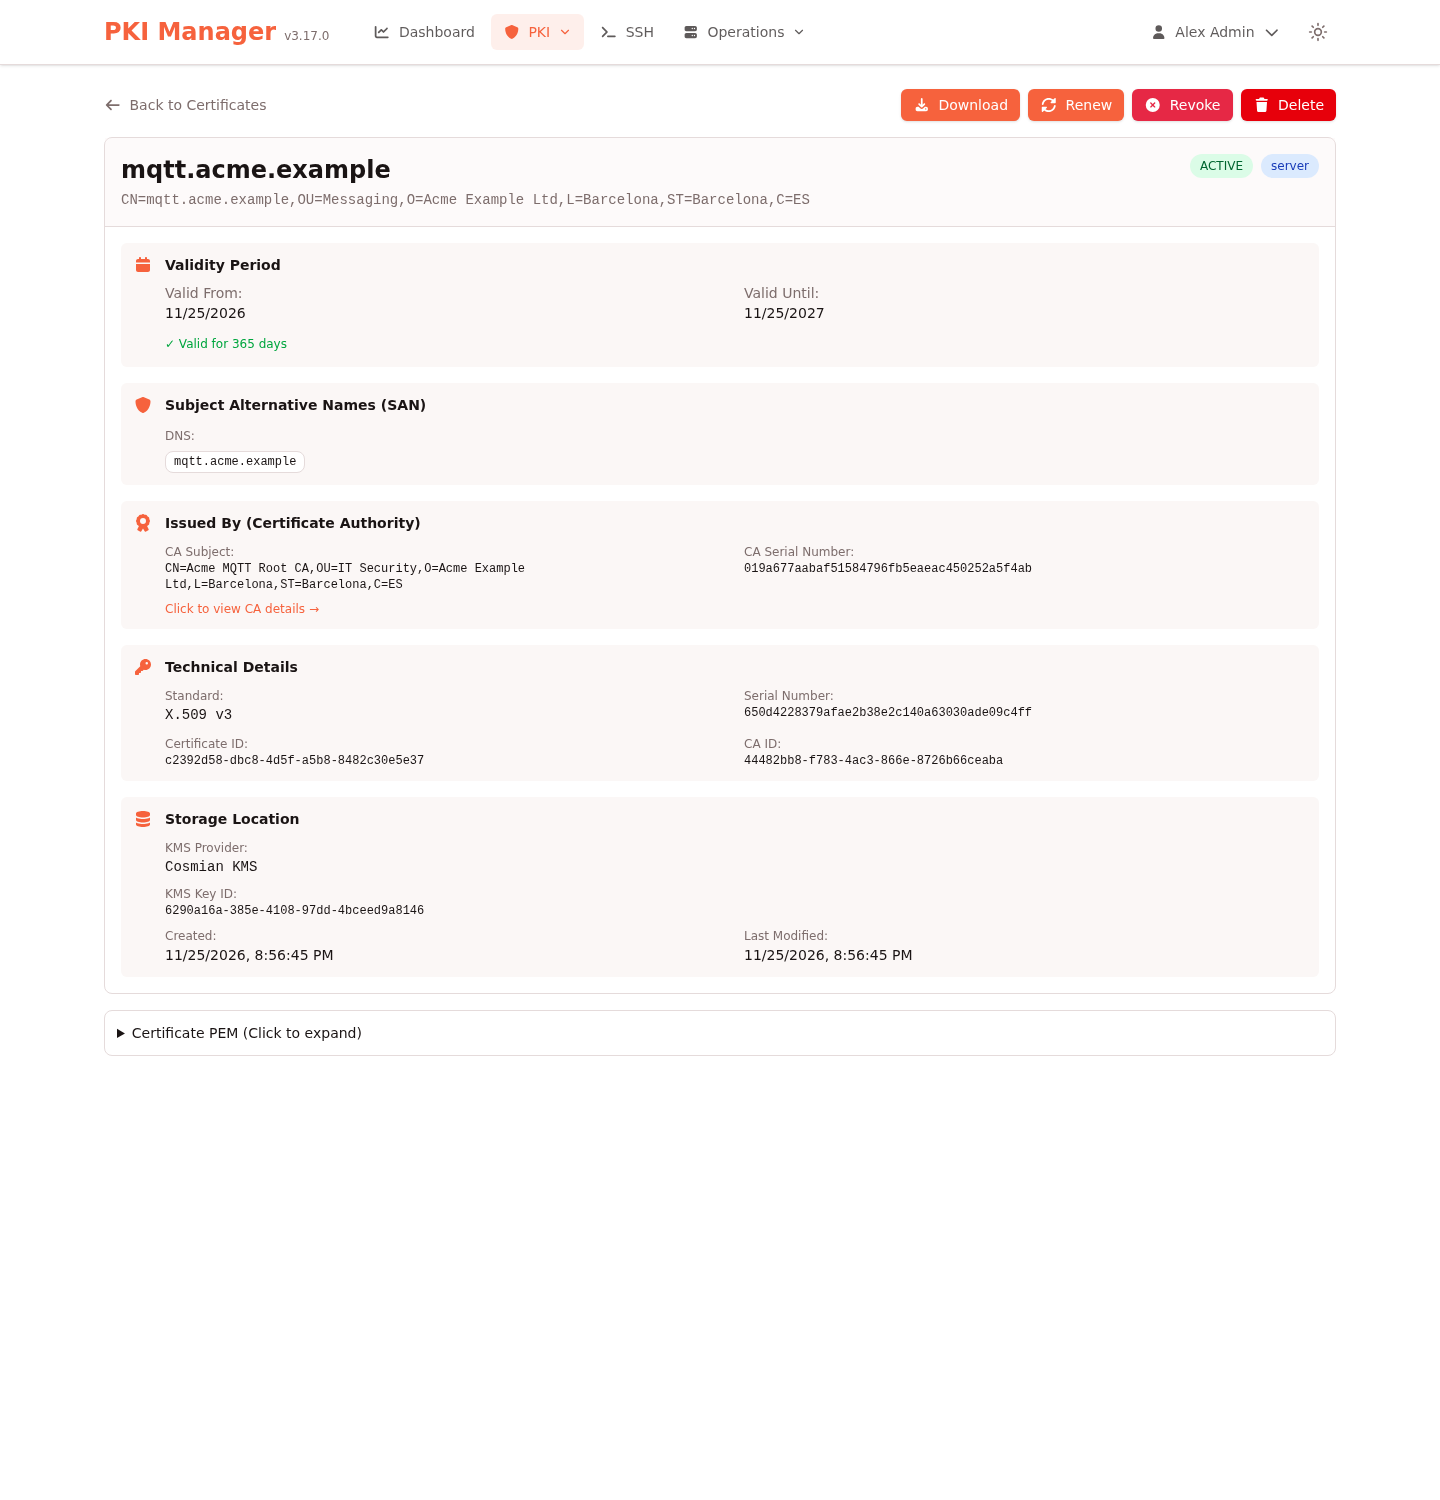 PKI Manager v3.17.0
Dashboard
PKI
SSH
Operations
Alex Admin
Back to Certificates
Download
Renew
Revoke
Delete
mqtt.acme.example
ACTIVE
server
CN=mqtt.acme.example,OU=Messaging,O=Acme Example Ltd,L=Barcelona,ST=Barcelona,C=ES
Validity Period
Valid From:
11/25/2026
Valid Until:
11/25/2027
✓ Valid for 365 days
Subject Alternative Names (SAN)
DNS:
mqtt.acme.example
Issued By (Certificate Authority)
CA Subject:
CN=Acme MQTT Root CA,OU=IT Security,O=Acme Example
Ltd,L=Barcelona,ST=Barcelona,C=ES
CA Serial Number:
019a677aabaf51584796fb5eaeac450252a5f4ab
Click to view CA details →
Technical Details
Standard:
X.509 v3
Serial Number:
650d4228379afae2b38e2c140a63030ade09c4ff
Certificate ID:
c2392d58-dbc8-4d5f-a5b8-8482c30e5e37
CA ID:
44482bb8-f783-4ac3-866e-8726b66ceaba
Storage Location
KMS Provider:
Cosmian KMS
KMS Key ID:
6290a16a-385e-4108-97dd-4bceed9a8146
Created:
11/25/2026, 8:56:45 PM
Last Modified:
11/25/2026, 8:56:45 PM
Certificate PEM (Click to expand)